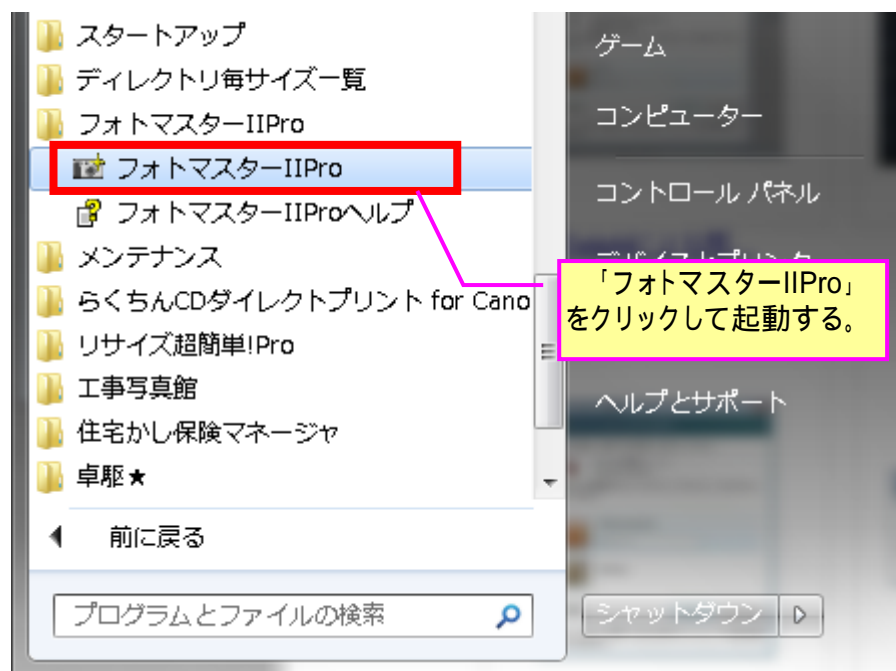 スタートアップ
ディレクトリ毎サイズ一覧
フォトマスターIIPro
フォトマスターIIPro
フォトマスターIIProヘルプ
メンテナンス
らくちんCDダイレクトプリント for Cano
リサイズ超簡単!Pro
工事写真館
住宅かし保険マネージャ
卓駆★
前に戻る
プログラムとファイルの検索
ゲーム
コンピューター
コントロール パネル
「フォトマスターIIPro」
をクリックして起動する。
ヘルプとサポート
シャットダウン